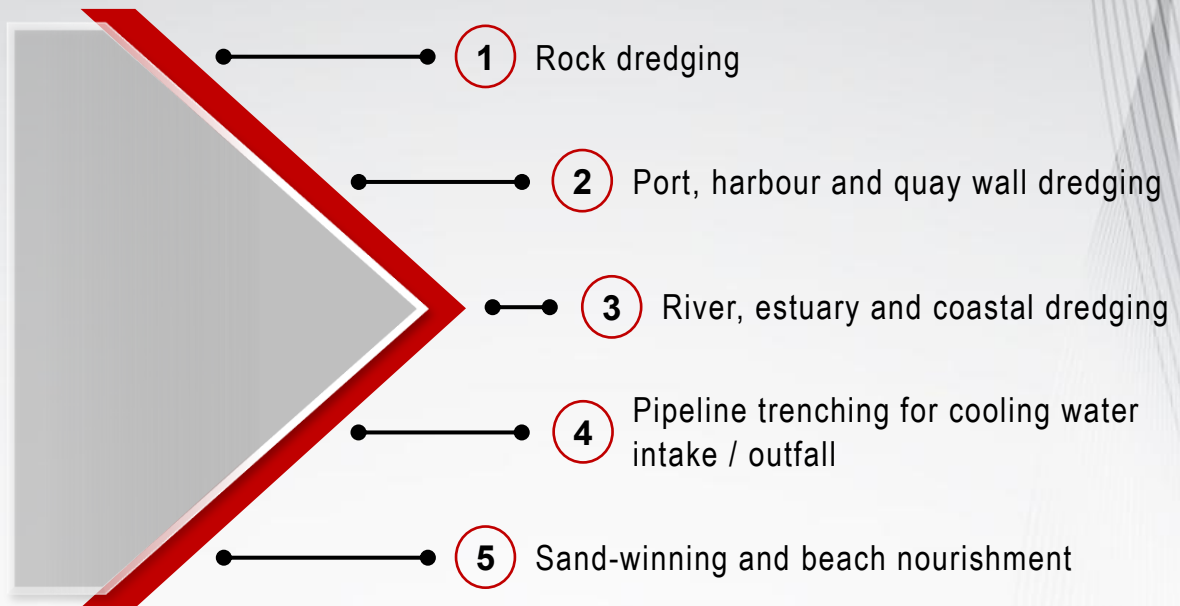 1 Rock dredging
2 Port, harbour and quay wall dredging
3 River, estuary and coastal dredging
4 Pipeline trenching for cooling water
intake / outfall
5 Sand-winning and beach nourishment